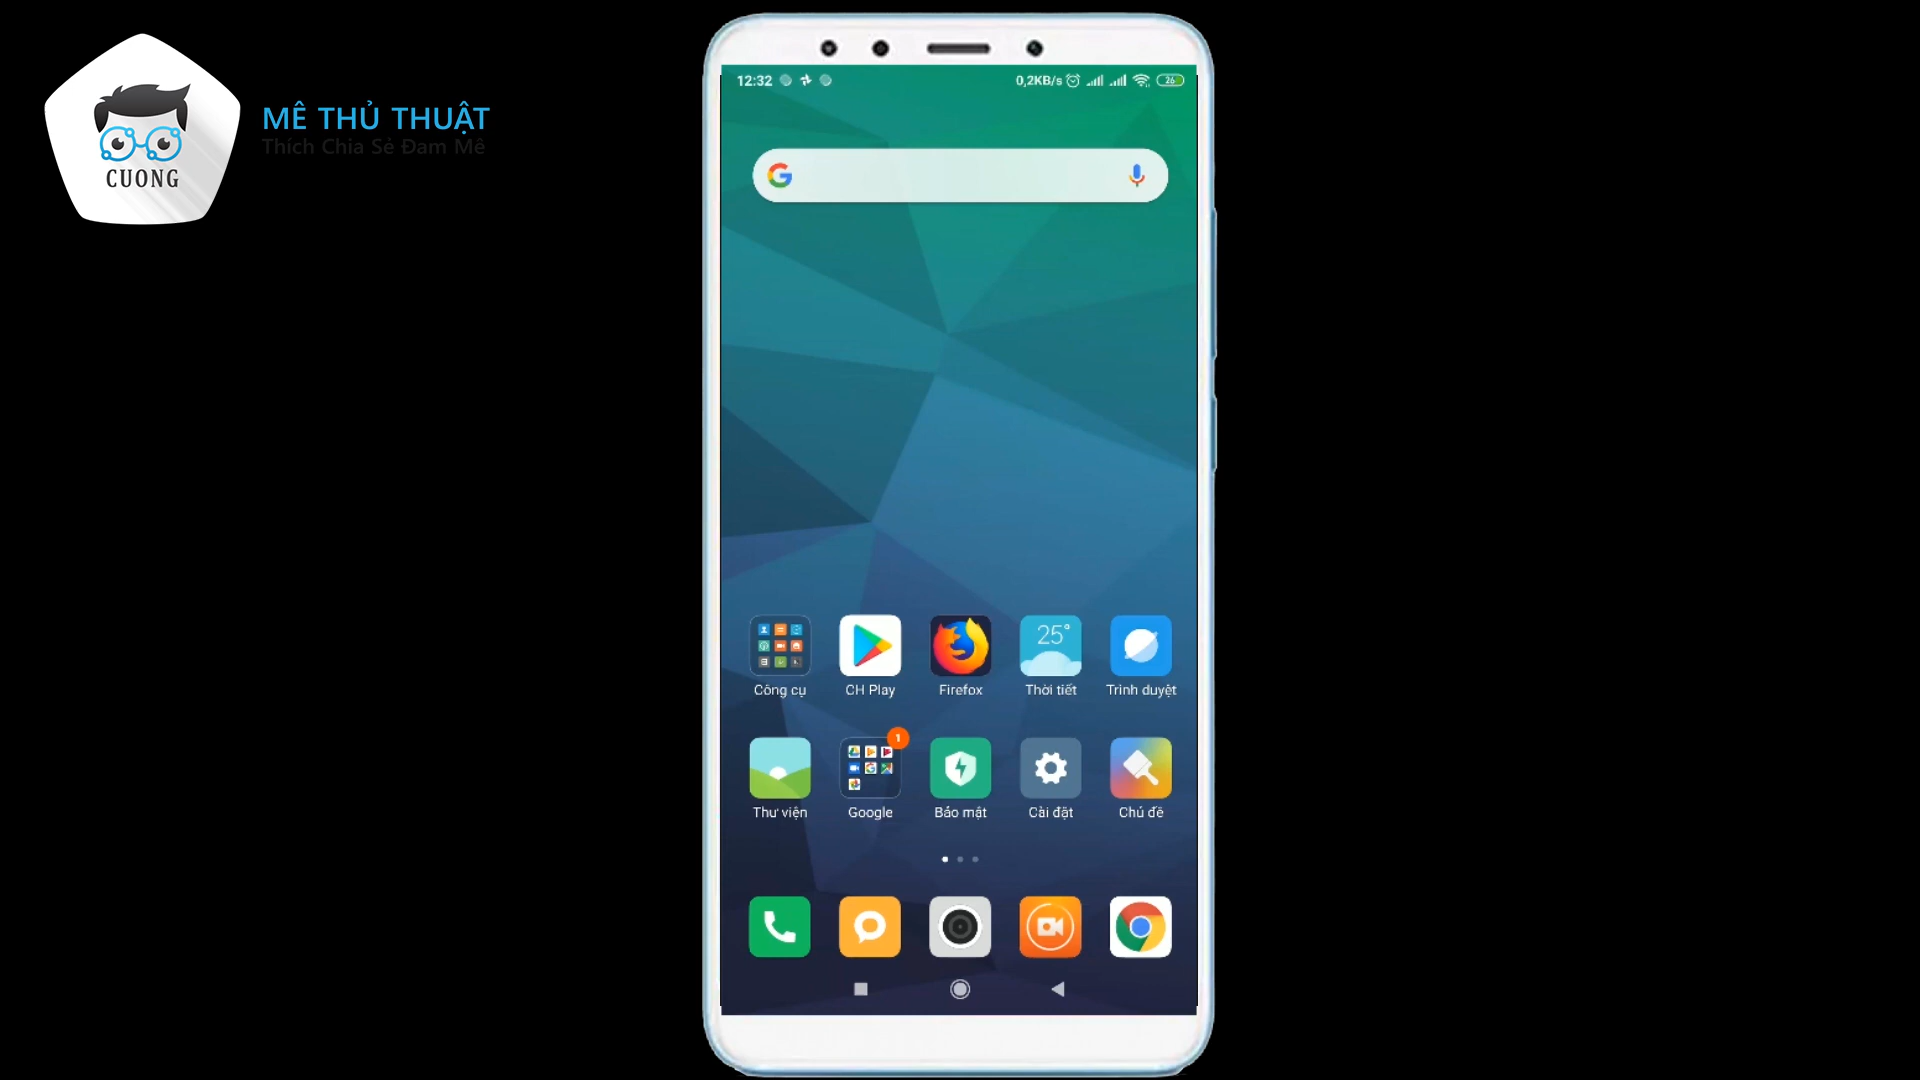 CUONG
MÊ THỦ THUẬT
Thích Chia Sẻ Đam Mê
12:32
0,2KB/s
26
25°
Công cụ
CH Play
Firefox
Thời tiết
Trình duyệt
1
Thư viện
Google
Bảo mật
Cài đặt
Chủ đề